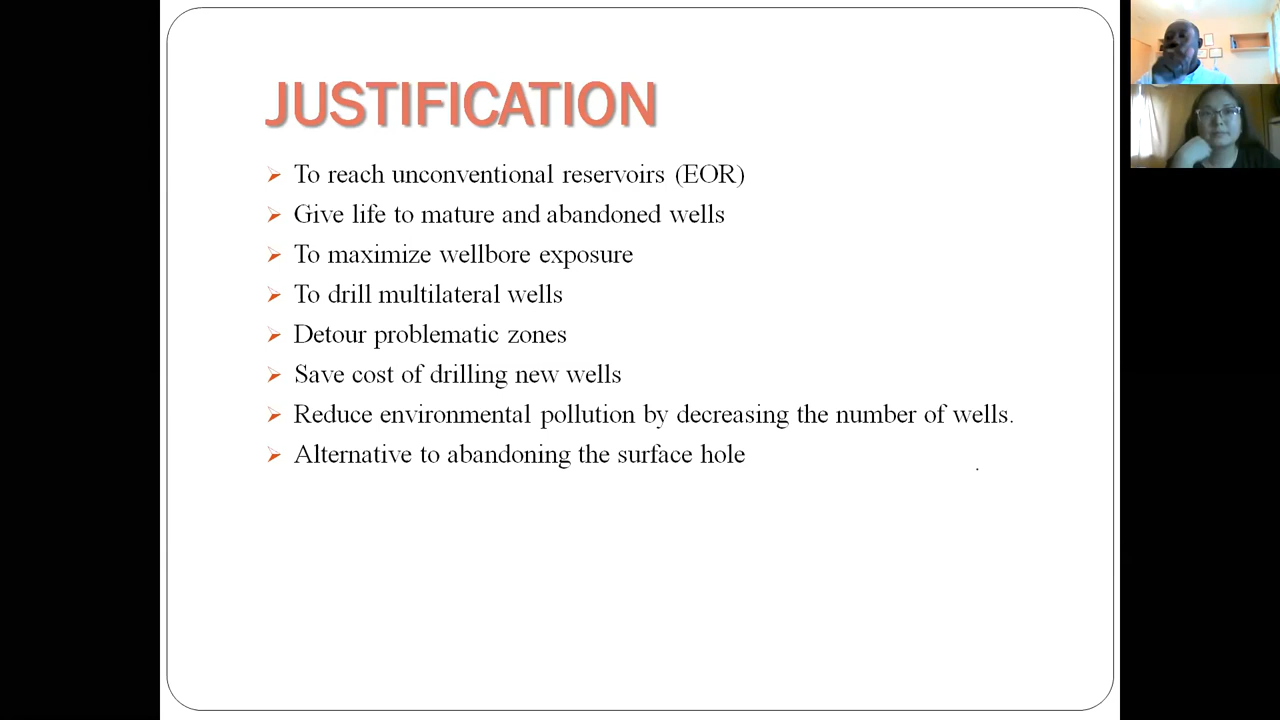 JUSTIFICATION
To reach unconventional reservoirs (EOR)
Give life to mature and abandoned wells
To maximize wellbore exposure
To drill multilateral wells
Detour problematic zones
Save cost of drilling new wells
Reduce environmental pollution by decreasing the number of wells.
Alternative to abandoning the surface hole
.